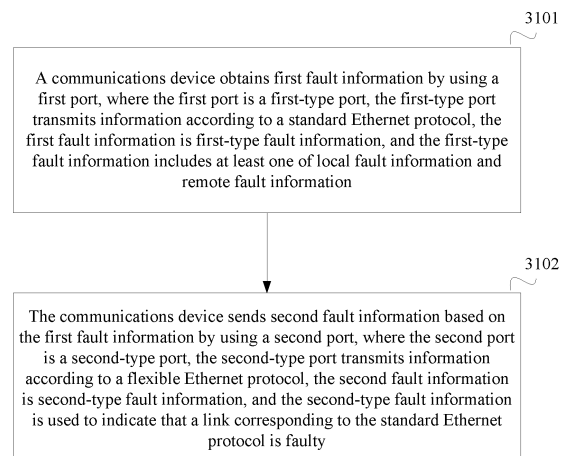 3101
A communications device obtains first fault information by using a
first port, where the first port is a first-type port, the first-type port
transmits information according to a standard Ethernet protocol, the
first fault information is first-type fault information, and the first-type
fault information includes at least one of local fault information and
remote fault information
3102
The communications device sends second fault information based on
the first fault information by using a second port, where the second port
is a second-type port, the second-type port transmits information
according to a flexible Ethernet protocol, the second fault information
is second-type fault information, and the second-type fault information
is used to indicate that a link corresponding to the standard Ethernet
protocol is faulty